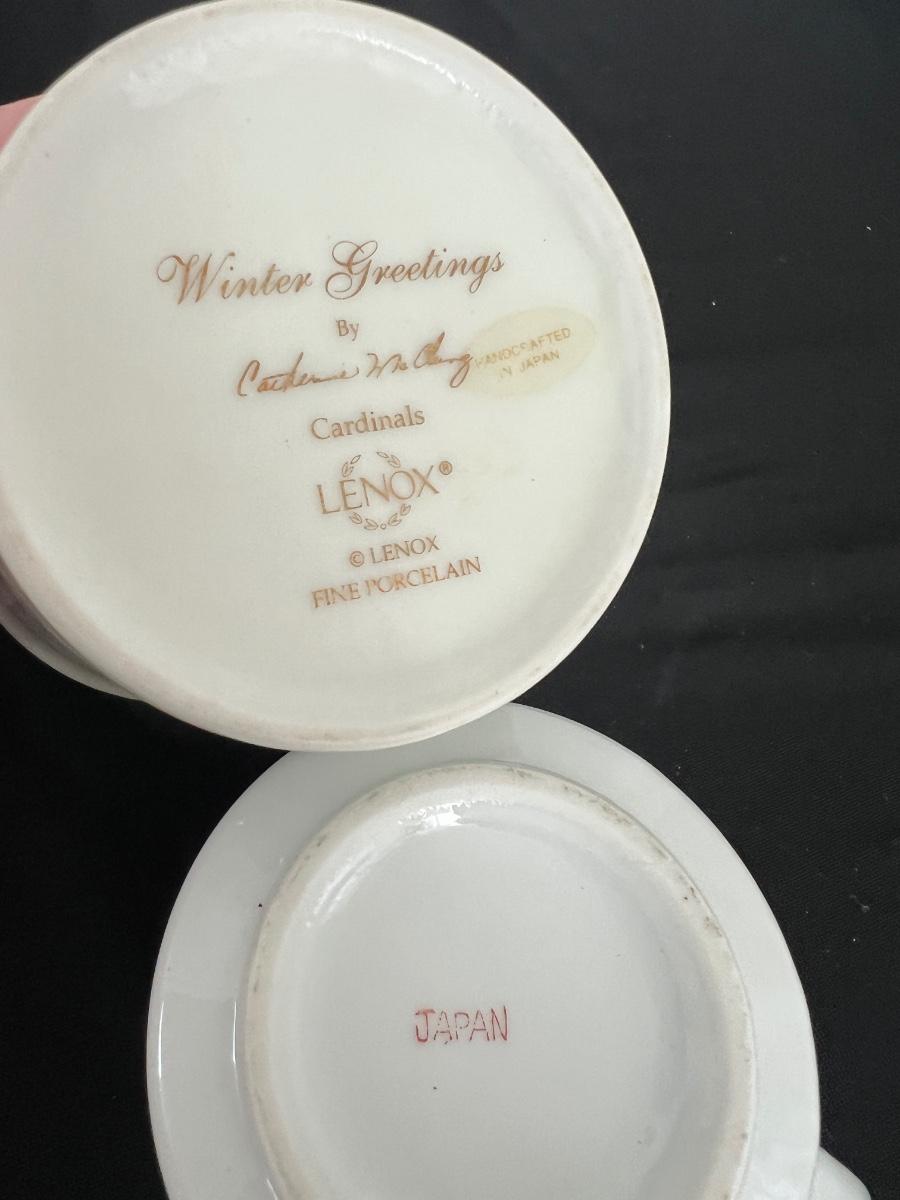 Winter Greetings
By
Catherine McClung
HANDCRAFTED
IN JAPAN
Cardinals
LENOX®
© LENOX
FINE PORCELAIN
JAPAN